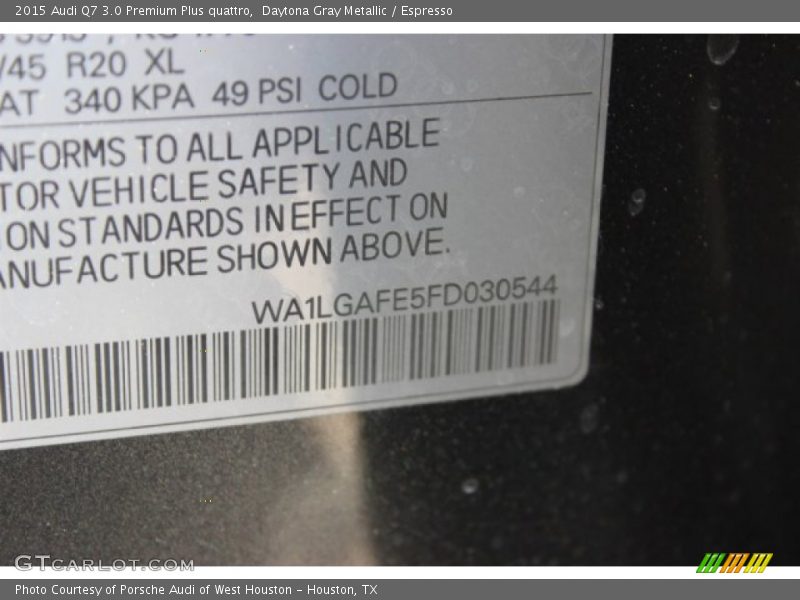 2015 Audi Q7 3.0 Premium Plus quattro, Daytona Gray Metallic / Espresso
/45 R20 XL
AT 340 KPA 49 PSI COLD
NFORMS TO ALL APPLICABLE
TOR VEHICLE SAFETY AND
ON STANDARDS IN EFFECT ON
ANUFACTURE SHOWN ABOVE.
WA1LGAFE5FD030544
GTCARLOT.COM
Photo Courtesy of Porsche Audi of West Houston - Houston, TX